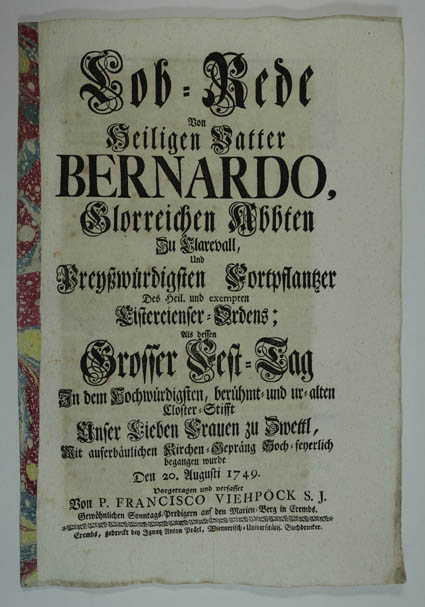 Lob-Rede
Von
Heiligen Vatter
BERNARDO,
Glorreichen Abbten
Zu Clarevall,
Und
Preyßwürdigsten Fortpflantzer
Des Heil. und exempten
Cistercienser-Ordens;
Als dessen
Grosser Fest-Tag
In dem Hochwürdigsten, berühmt- und ur-alten
Closter-Stifft
Unser Lieben Frauen zu Zwettl,
Mit auferbäulichen Kirchen-Gepräng Hoch-feyerlich
begangen wurde
Den 20. Augusti 1749.
Vorgetragen und verfasset
Von P. FRANCISCO VIEHPÖCK S. J.
Gewöhnlichen Sonntags-Predigern auf den Marien-Berg in Crembs.
Crembs, gedruckt bey Ignatz Anton Präxl, Wiennerisch-Universitäts. Buchdrucker.